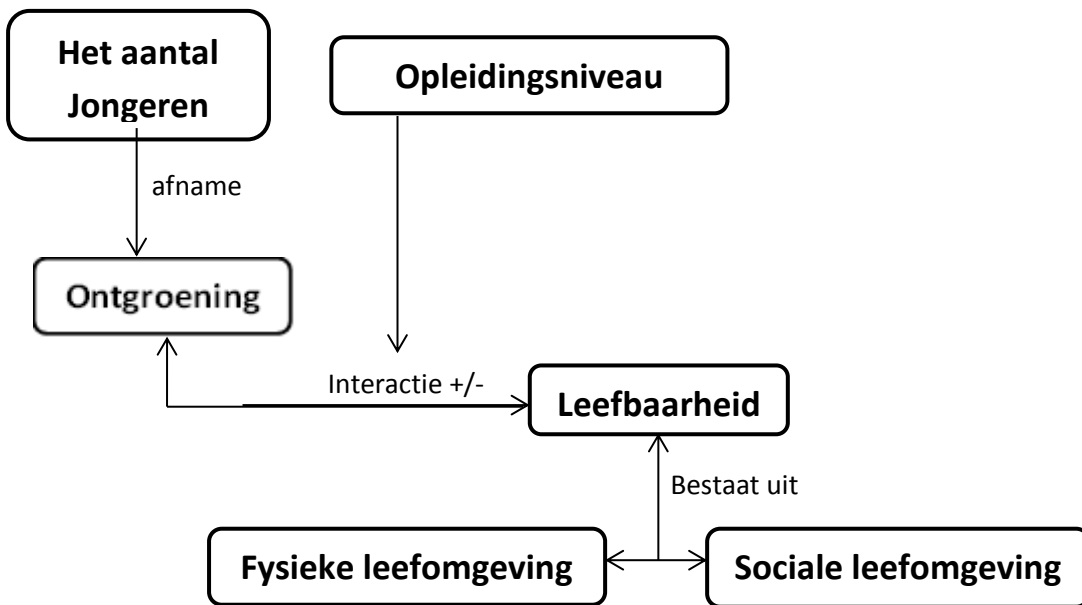 Het aantal
Jongeren
Opleidingsniveau
afname
Ontgroening
Interactie +/-
Leefbaarheid
Bestaat uit
Fysieke leefomgeving
Sociale leefomgeving